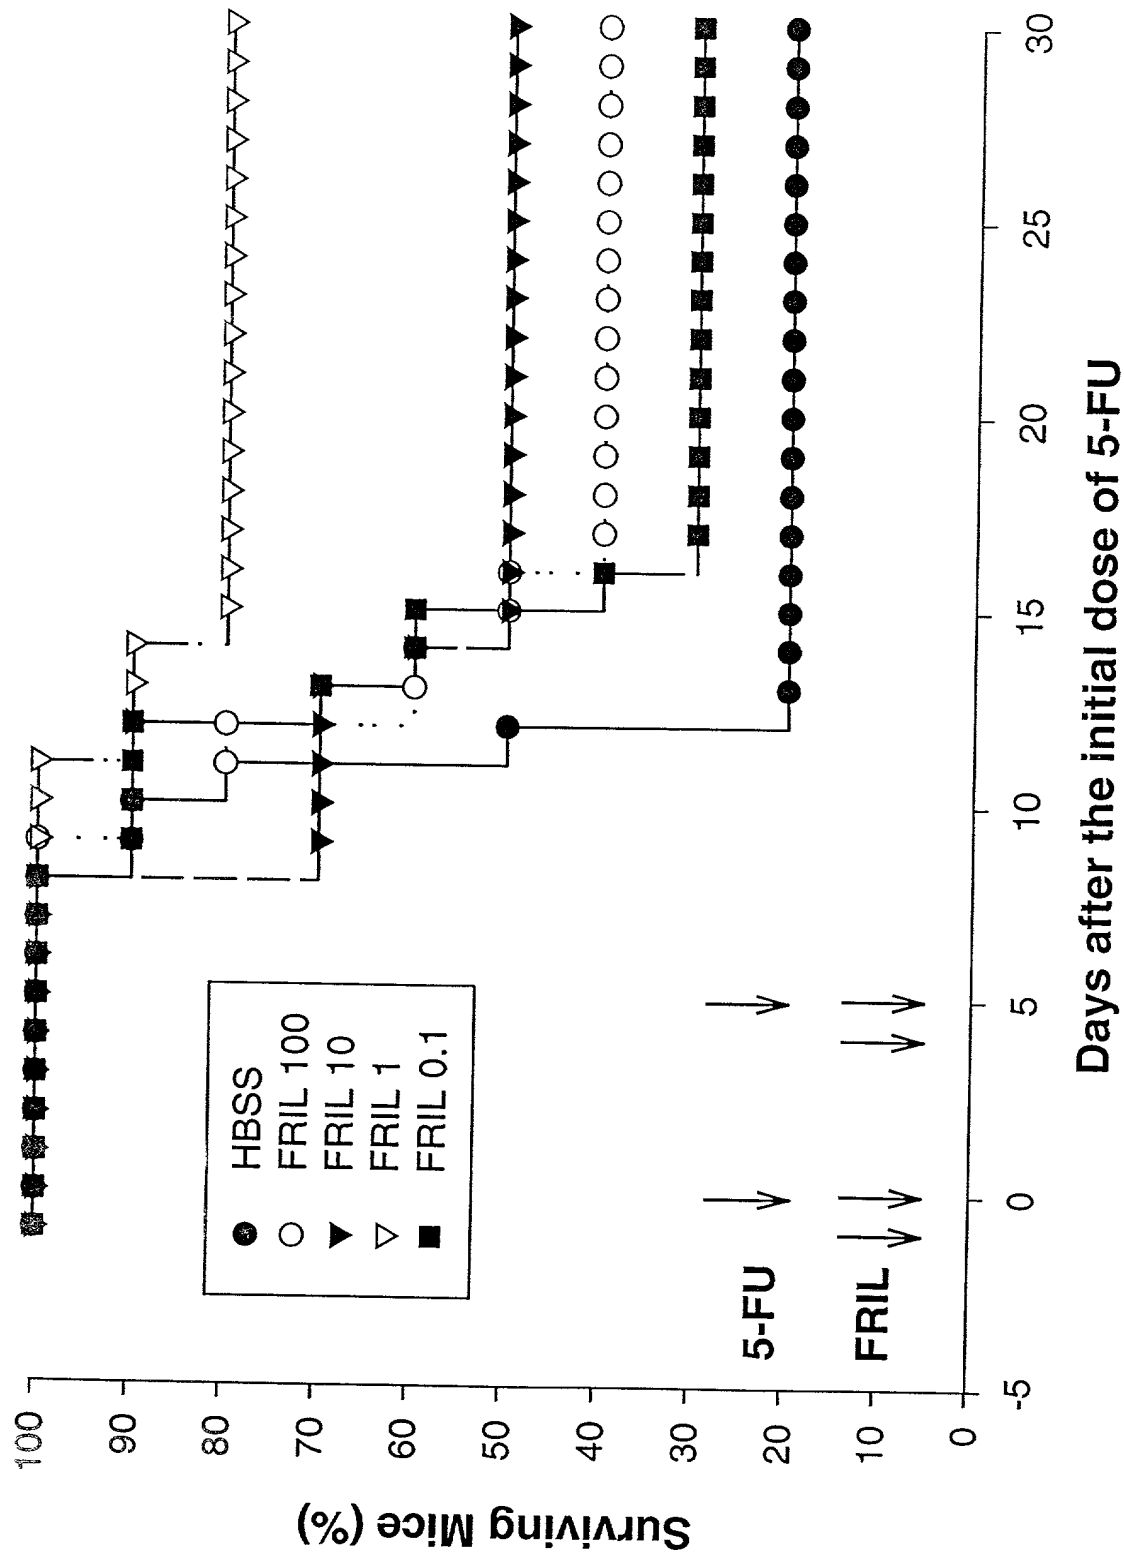 Surviving Mice (%)
100
90
80
70
60
50
40
30
20
10
0
HBSS
FRIL 100
FRIL 10
FRIL 1
FRIL 0.1
5-FU
FRIL
-5
0
5
10
15
20
25
30
Days after the initial dose of 5-FU